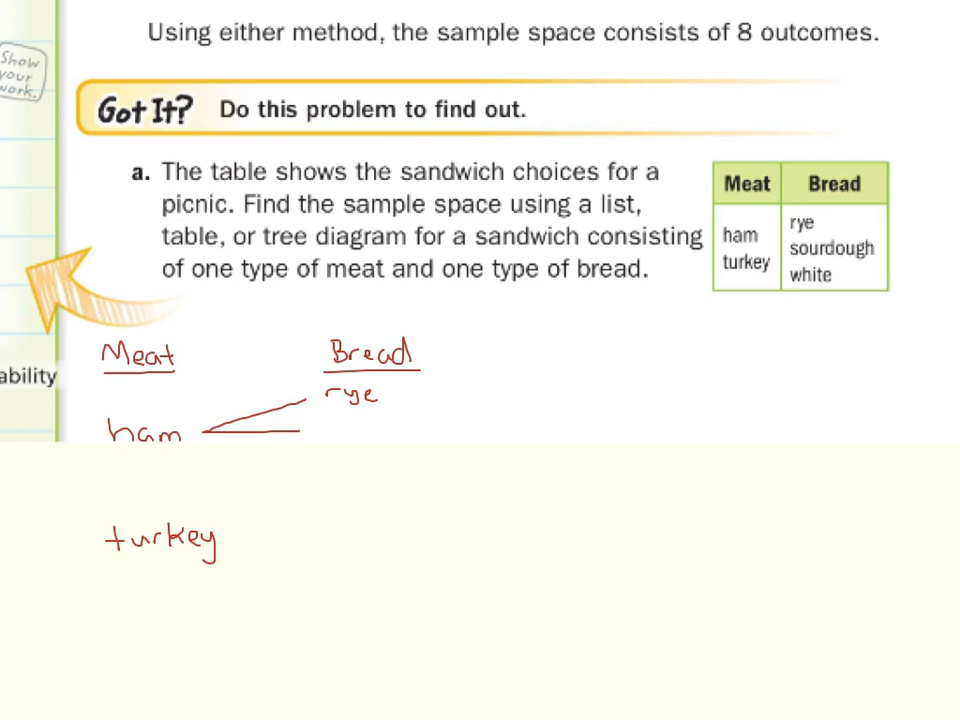 Using either method, the sample space consists of 8 outcomes.
Show
your
work.
Got It? Do this problem to find out.
a. The table shows the sandwich choices for a
picnic. Find the sample space using a list,
table, or tree diagram for a sandwich consisting
of one type of meat and one type of bread.
Meat Bread
ham
turkey
rye
sourdough
white
ability
Meat Bread
rye
ham
turkey